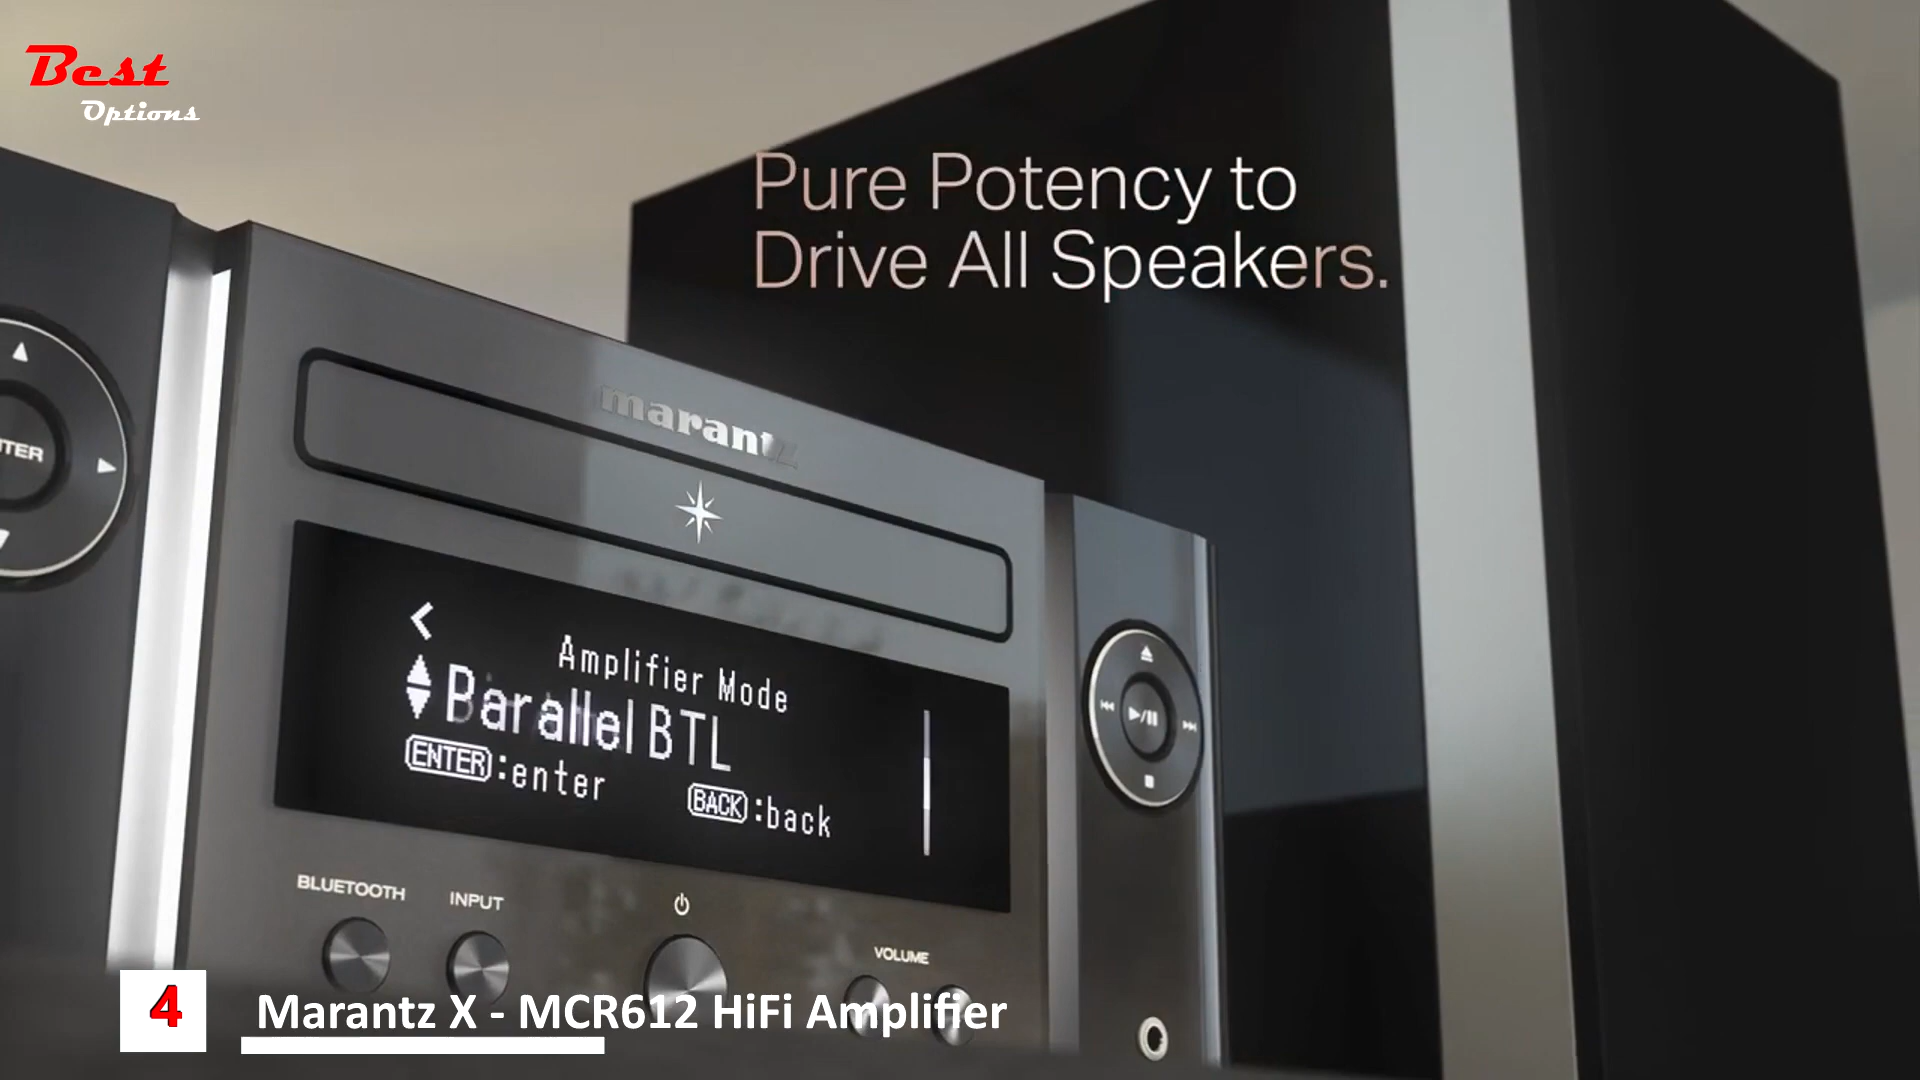 Best
Options
Pure Potency to
Drive All Speakers.
marantz
Amplifier Mode
Parallel BTL
ENTER:enter BACK:back
BLUETOOTH
INPUT
VOLUME
4
Marantz X - MCR612 HiFi Amplifier